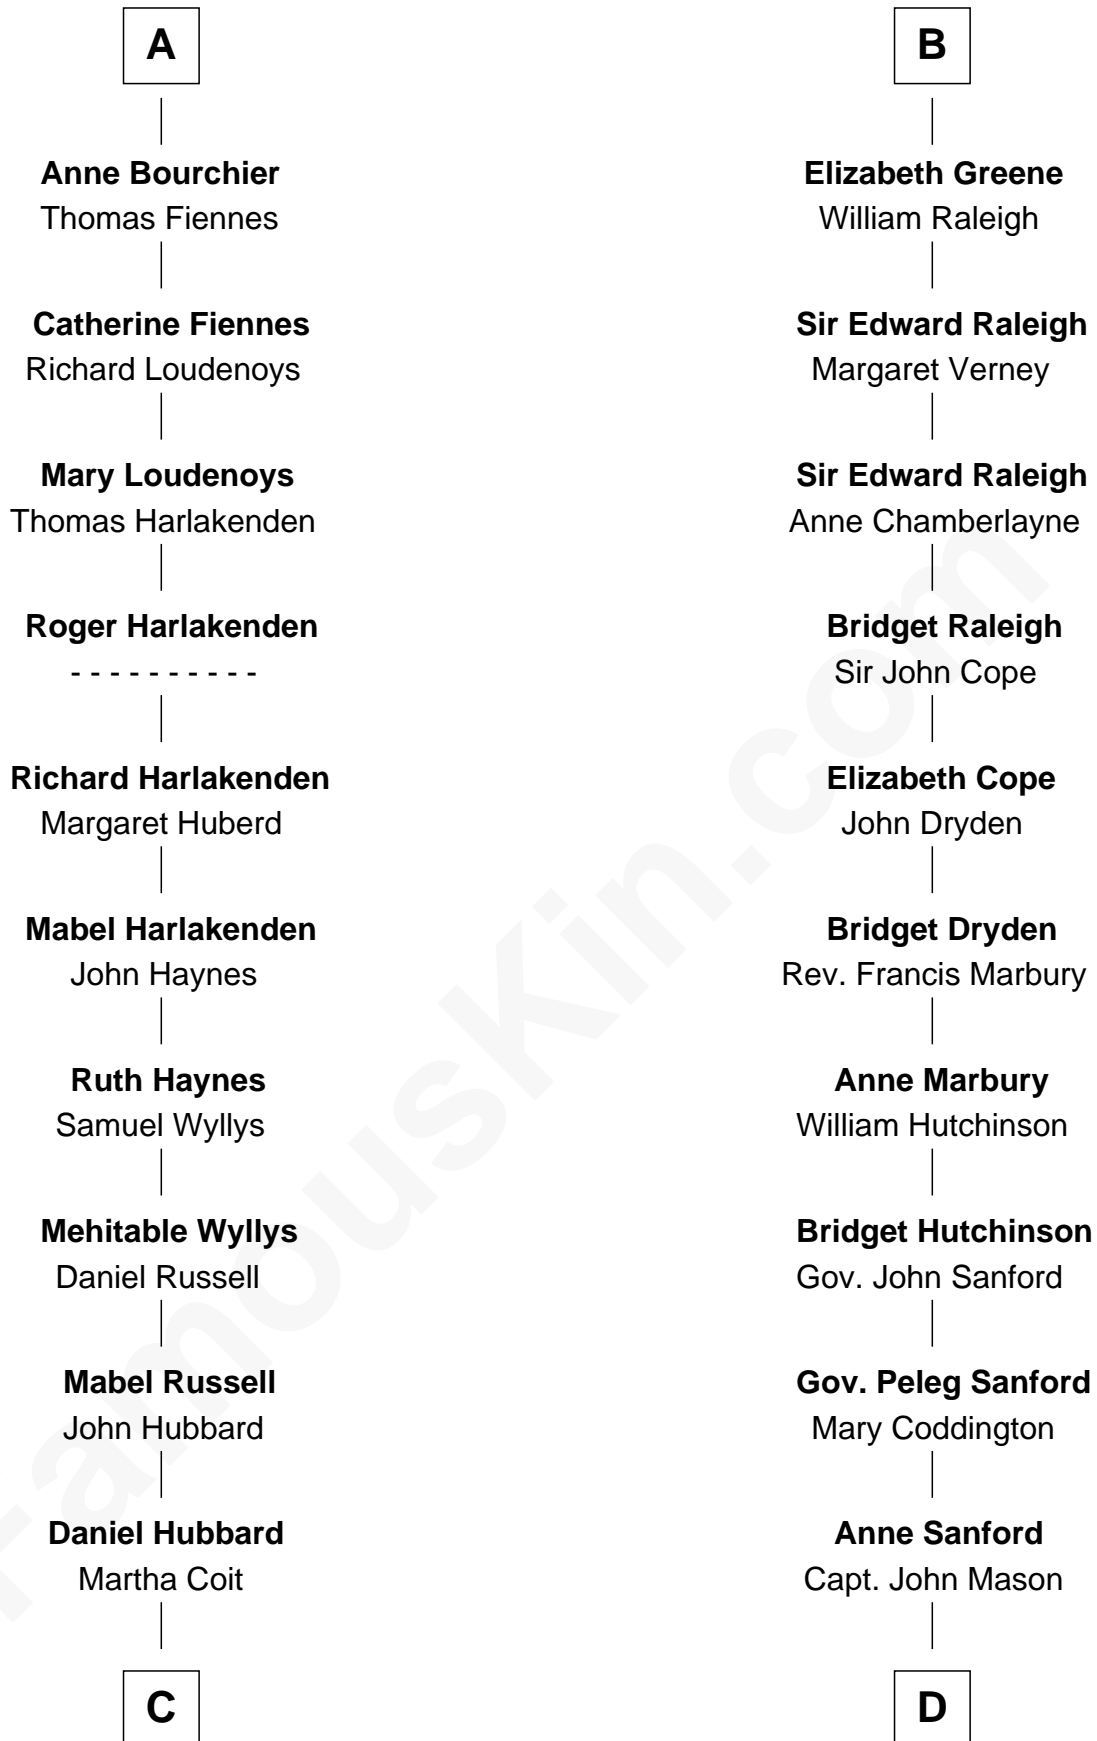 A
Anne Bourchier
Thomas Fiennes
Catherine Fiennes
Richard Loudenoys
Mary Loudenoys
Thomas Harlakenden
Roger Harlakenden
- - - - - - - - - -
Richard Harlakenden
Margaret Huberd
Mabel Harlakenden
John Haynes
Ruth Haynes
Samuel Wyllys
Mehitable Wyllys
Daniel Russell
Mabel Russell
John Hubbard
Daniel Hubbard
Martha Coit
C
B
Elizabeth Greene
William Raleigh
Sir Edward Raleigh
Margaret Verney
Sir Edward Raleigh
Anne Chamberlayne
Bridget Raleigh
Sir John Cope
Elizabeth Cope
John Dryden
Bridget Dryden
Rev. Francis Marbury
Anne Marbury
William Hutchinson
Bridget Hutchinson
Gov. John Sanford
Gov. Peleg Sanford
Mary Coddington
Anne Sanford
Capt. John Mason
D
FamousKin.com